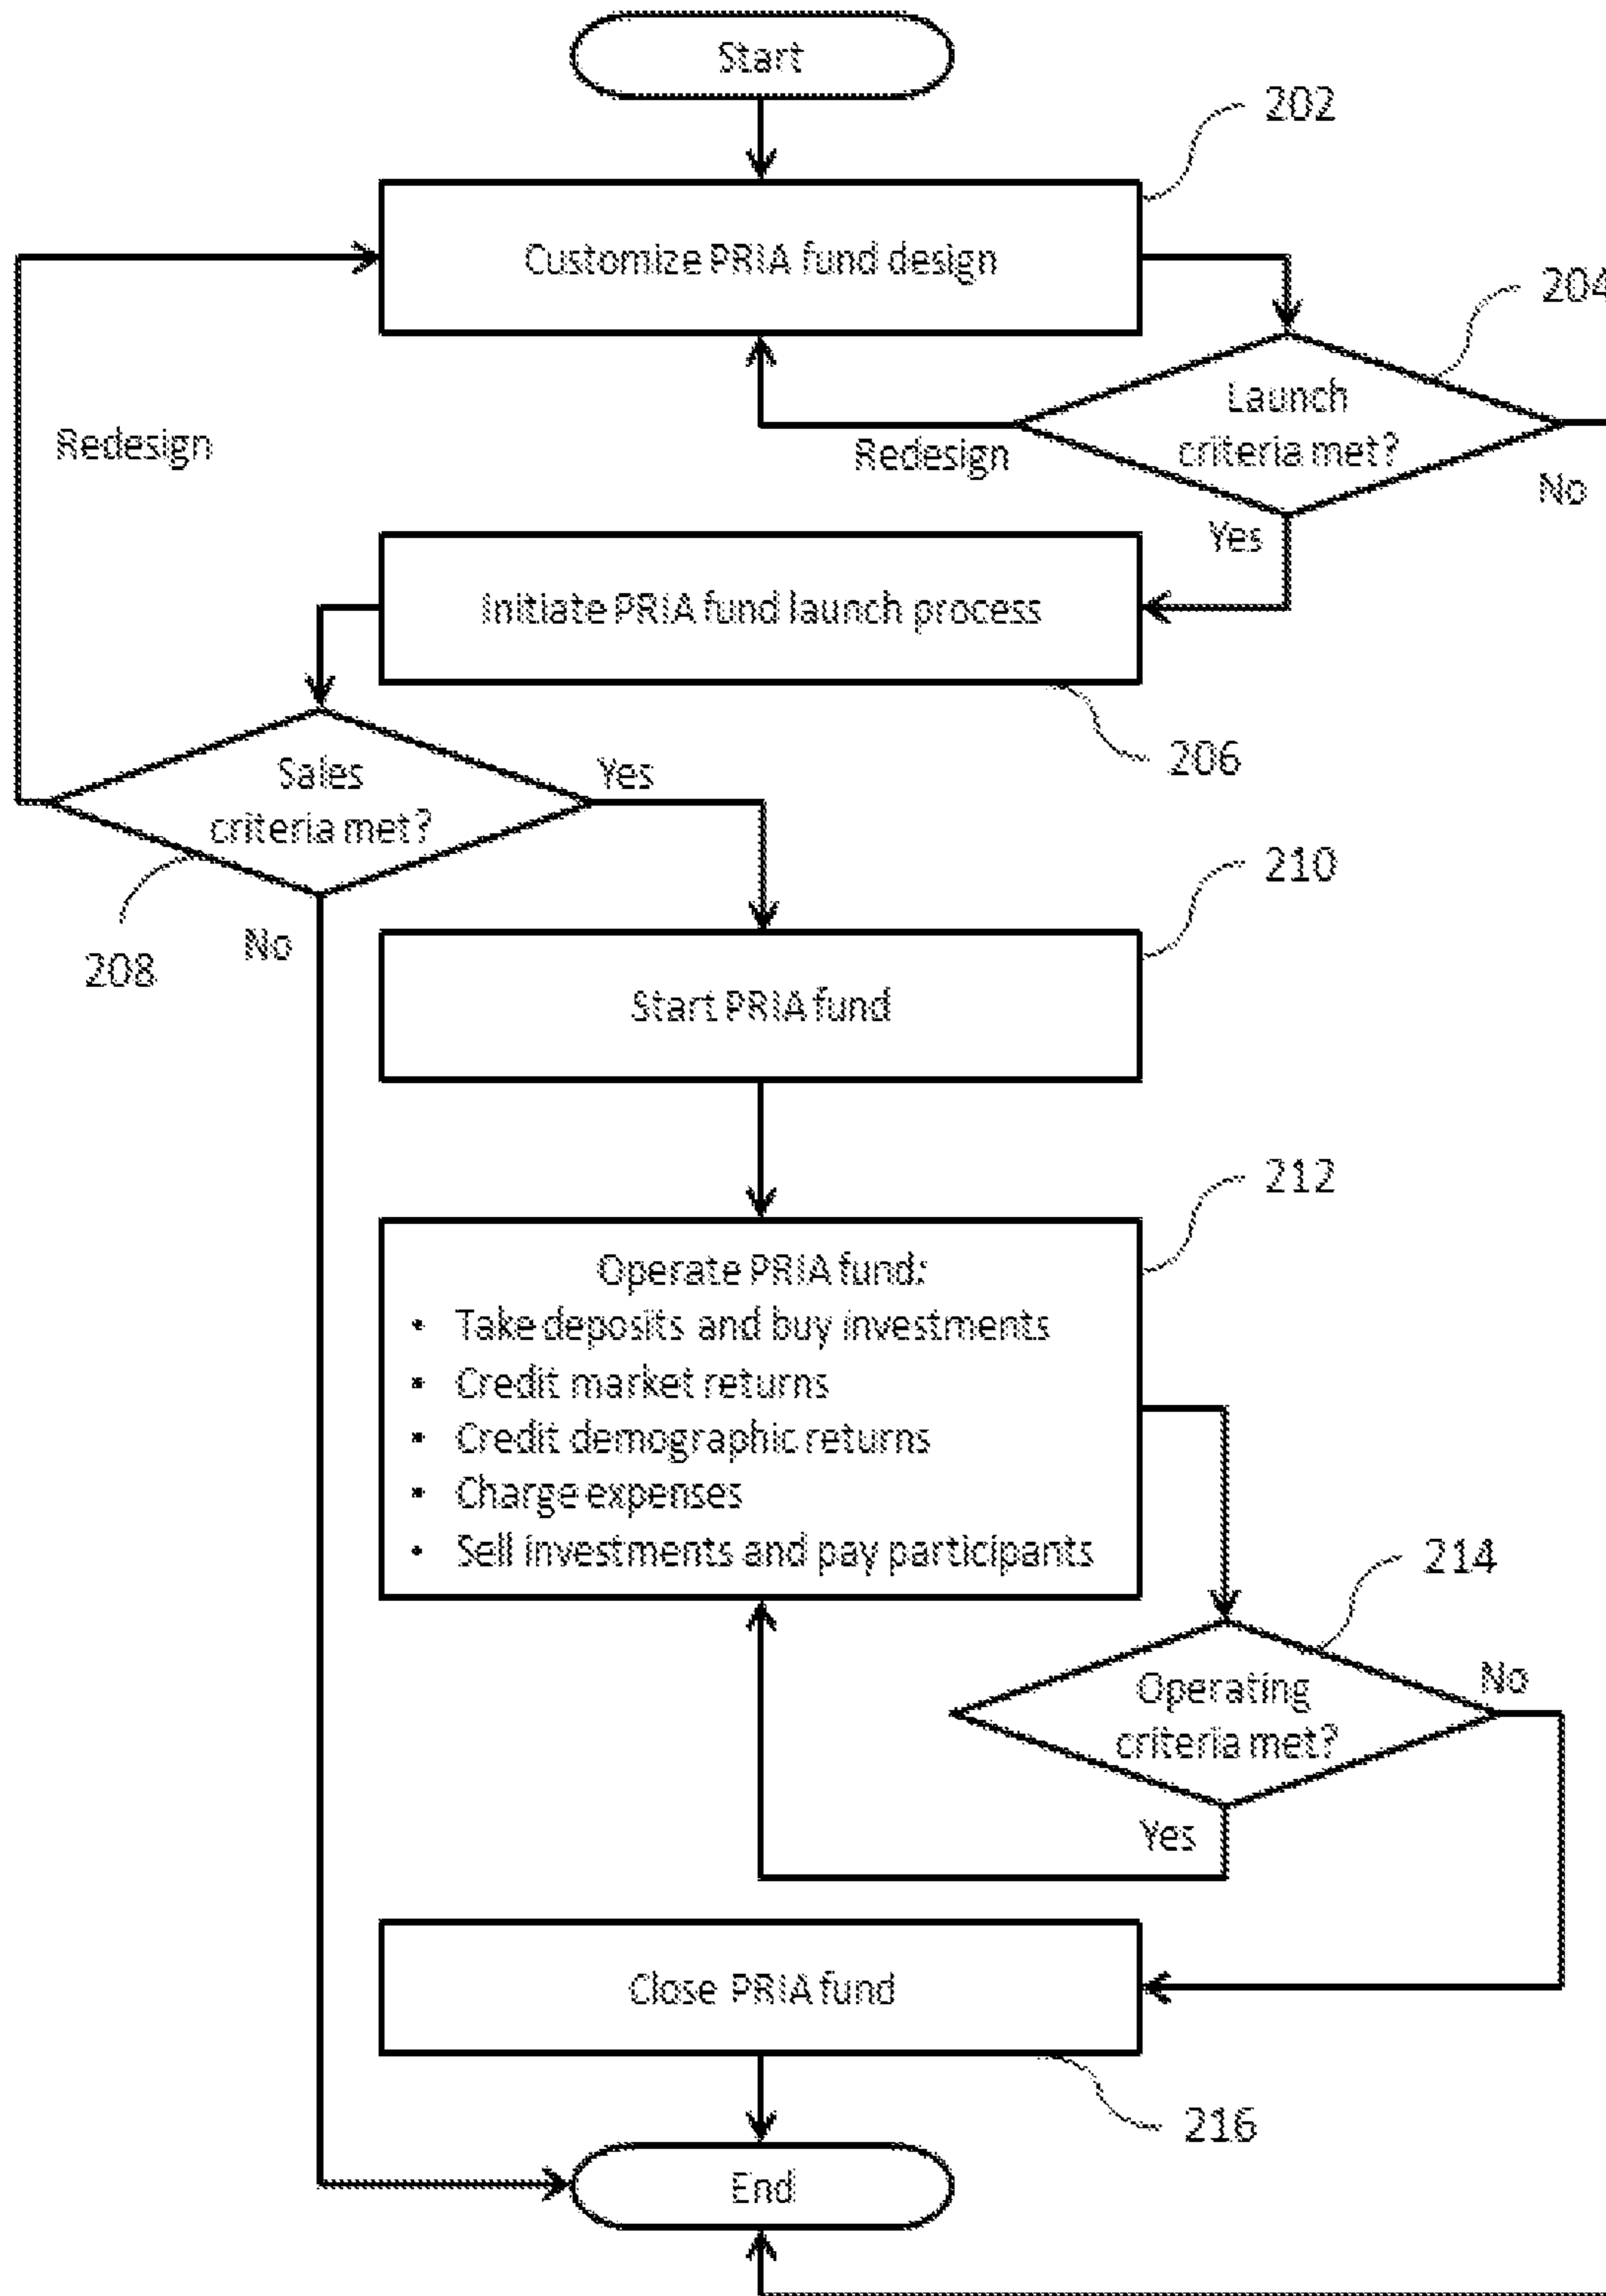 Start
202
Customize PRIA fund design
204
Launch
criteria met?
Redesign
Redesign
No
Yes
Initiate PRIA fund launch process
206
Sales
criteria met?
Yes
208
No
210
Start PRIA fund
212
Operate PRIA fund:
• Take deposits and buy investments
• Credit market returns
• Credit demographic returns
• Charge expenses
• Sell investments and pay participants
214
Operating
criteria met?
No
Yes
Close PRIA fund
216
End